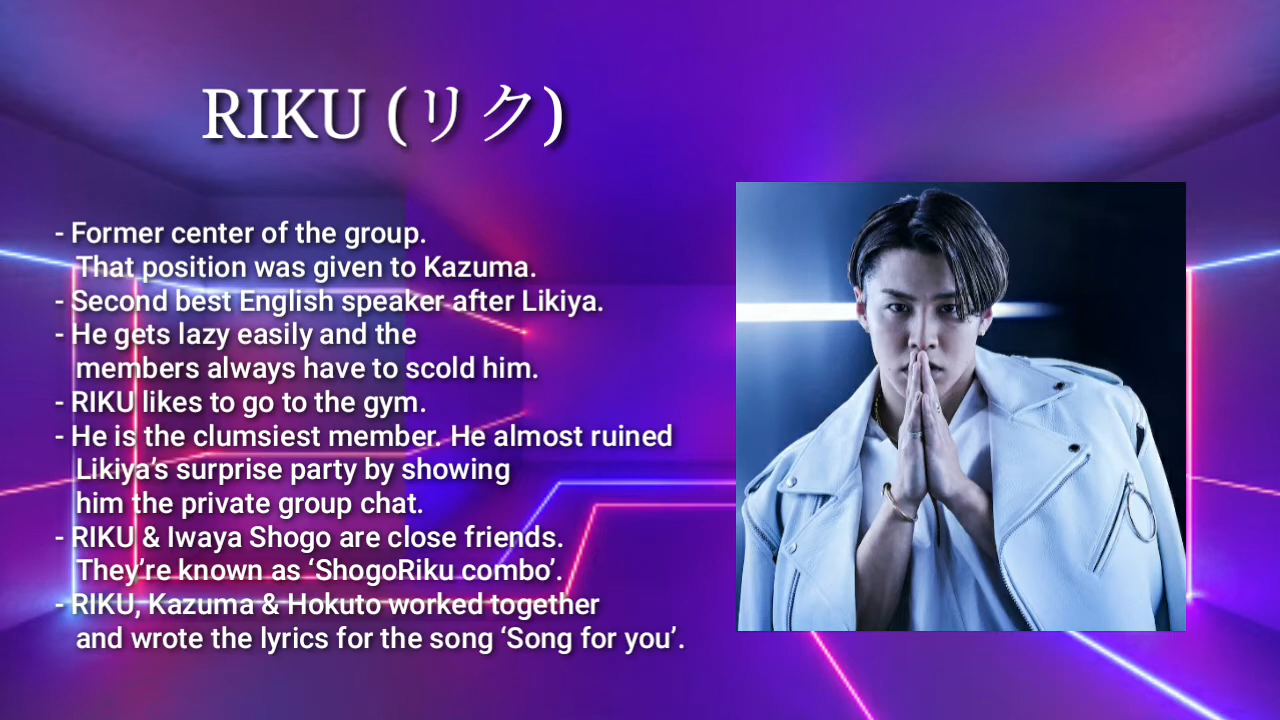 RIKU (リク)
- Former center of the group.
That position was given to Kazuma.
- Second best English speaker after Likiya.
- He gets lazy easily and the
members always have to scold him.
- RIKU likes to go to the gym.
- He is the clumsiest member. He almost ruined
Likiya’s surprise party by showing
him the private group chat.
- RIKU & Iwaya Shogo are close friends.
They’re known as ‘ShogoRiku combo’.
- RIKU, Kazuma & Hokuto worked together
and wrote the lyrics for the song ‘Song for you’.